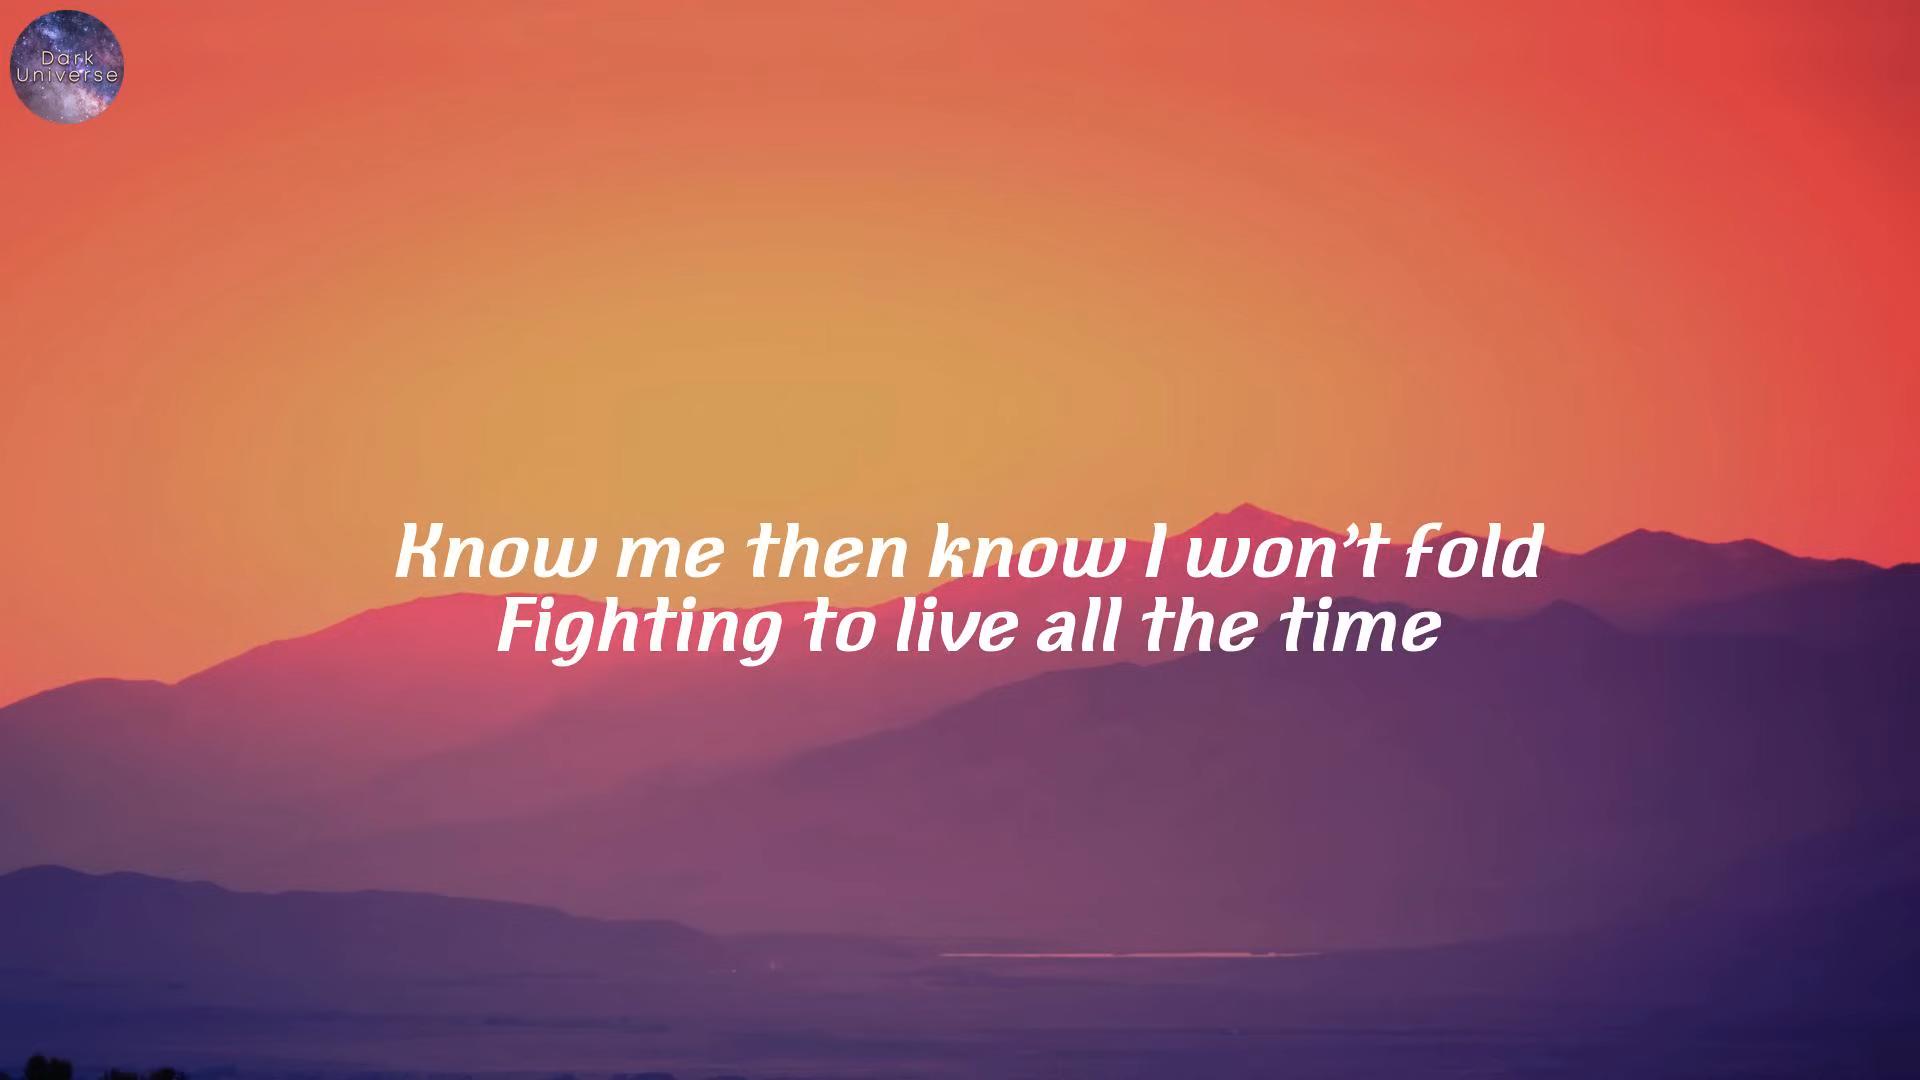 Dark
Universe
Know me then know I won't fold
Fighting to live all the time